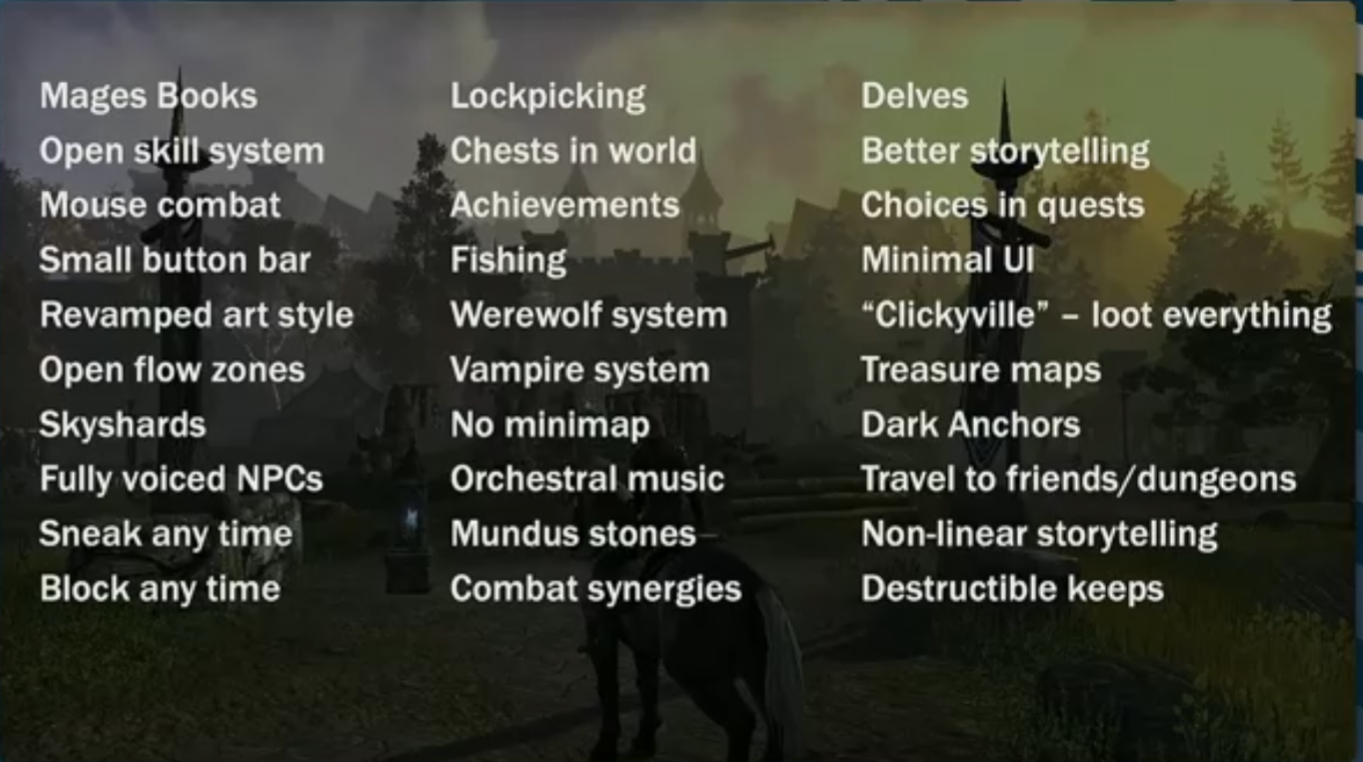 Mages Books
Open skill system
Mouse combat
Small button bar
Revamped art style
Open flow zones
Skyshards
Fully voiced NPCs
Sneak any time
Block any time
Lockpicking
Chests in world
Achievements
Fishing
Werewolf system
Vampire system
No minimap
Orchestral music
Mundus stones
Combat synergies
Delves
Better storytelling
Choices in quests
Minimal UI
“Clickyville” – loot everything
Treasure maps
Dark Anchors
Travel to friends/dungeons
Non-linear storytelling
Destructible keeps